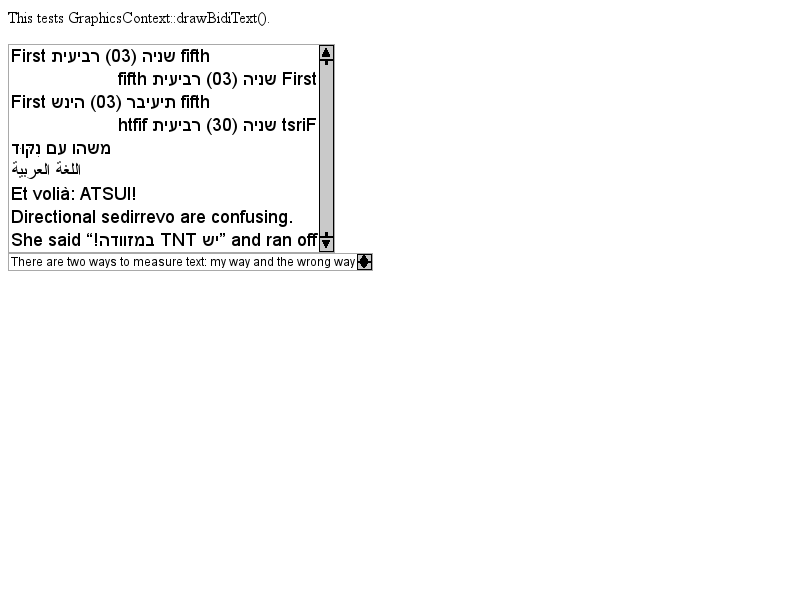 First שניה (03) רביעית fifth
First שניה (03) רביעית fifth
First תיעיבר (03) הינש fifth
tsriF שניה (30) רביעית htfif
משהו עם נִקּוּד
اللغة العربية
Et volià: ATSUI!
Directional sedirrevo are confusing.
She said “יש TNT במזוודה!” and ran off
There are two ways to measure text: my way and the wrong way
This tests GraphicsContext::drawBidiText().